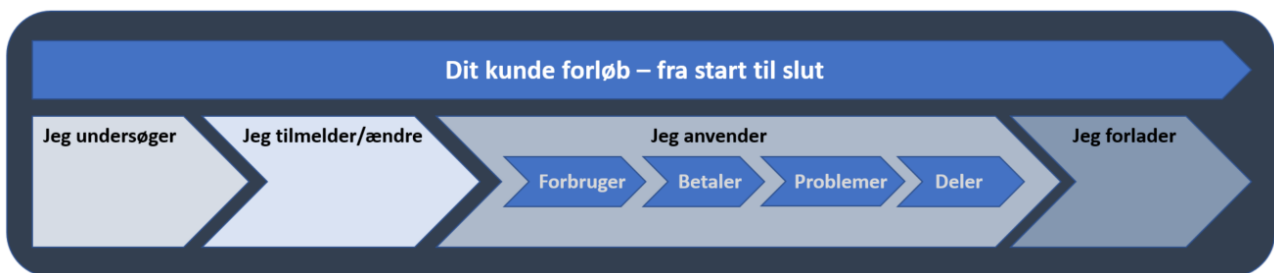 Dit kunde forløb – fra start til slut
Jeg undersøger
Jeg tilmelder/ændre
Jeg anvender
Jeg forlader
Forbruger
Betaler
Problemer
Deler